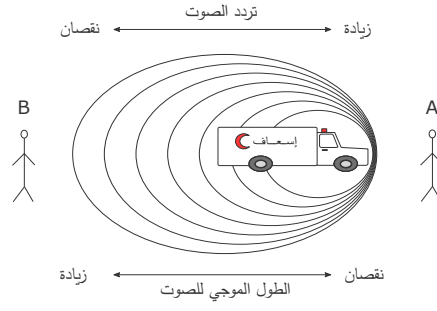 تردد الصوت
زيادة نقصان
A B
إسعاف
نقصان زيادة
الطول الموجي للصوت